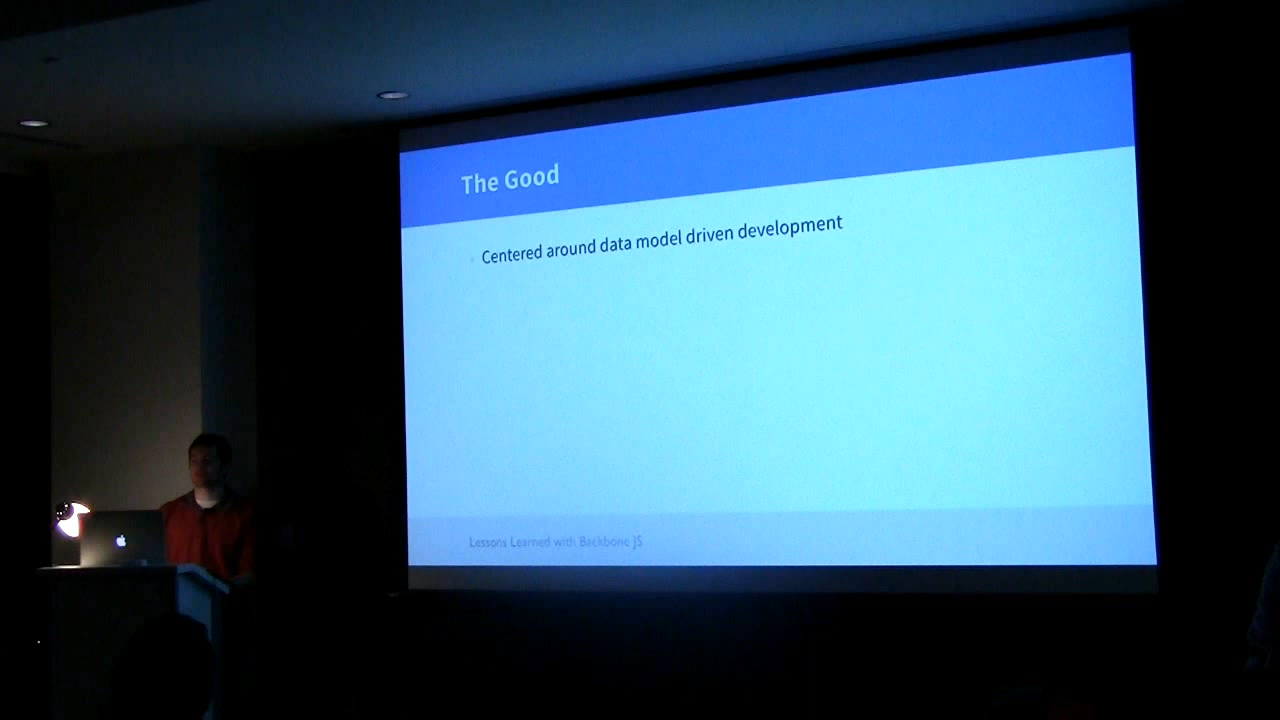 The Good
Centered around data model driven development
Lessons Learned with Backbone JS